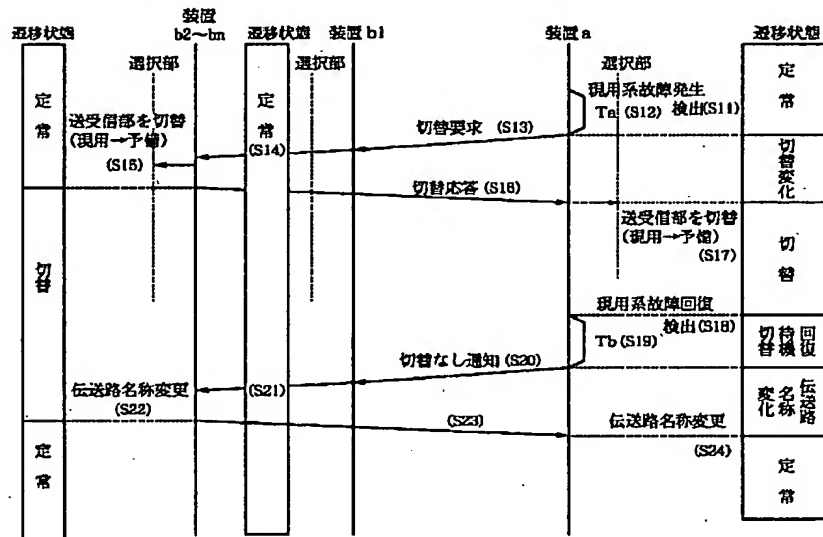 装置
b2～bn
遷移状態
遷移状態
装置b1
装置a
遷移状態
選択部
選択部
選択部
定常
定常
定常
現用系故障発生
Ta (S12) 検出(S11)
送受信部を切替
(現用→予備)
(S15)
切替要求 (S13)
(S14)
切替変化
切替応答(S16)
送受信部を切替
(現用→予備)
(S17)
切替
切替
現用系故障回復
検出(S18)
Tb(S19)
切替なし通知(S20)
回復
待機
切替
伝送路名称変更
(S22)
(S21)
伝送路
名称
変化
(S23)
伝送路名称変更
(S24)
定常
定常